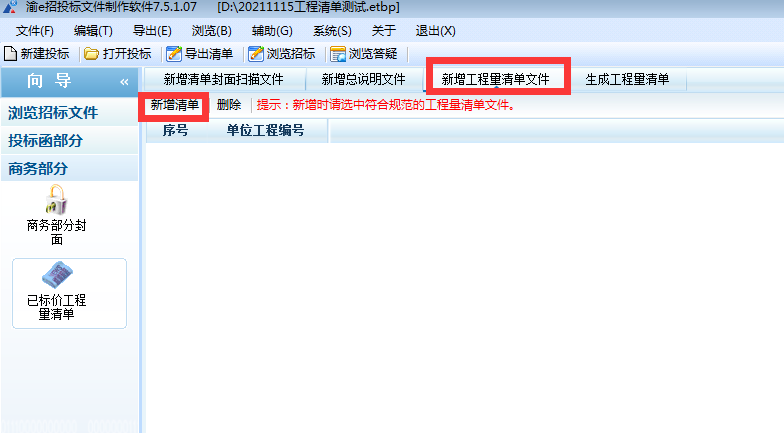 渝e招投标文件制作软件7.5.1.07 [D:\20211115工程清单测试.etbp]
文件(F) 编辑(T) 导出(E) 浏览(B) 辅助(G) 系统(S) 关于 退出(X)
新建投标 打开投标 导出清单 浏览招标 浏览答疑
向 导 «
新增清单封面扫描文件 新增总说明文件 新增工程量清单文件 生成工程量清单
新增清单 删除 提示：新增时请选中符合规范的工程量清单文件。
序号 单位工程编号
浏览招标文件
投标函部分
商务部分
商务部分封
面
已标价工程
量清单